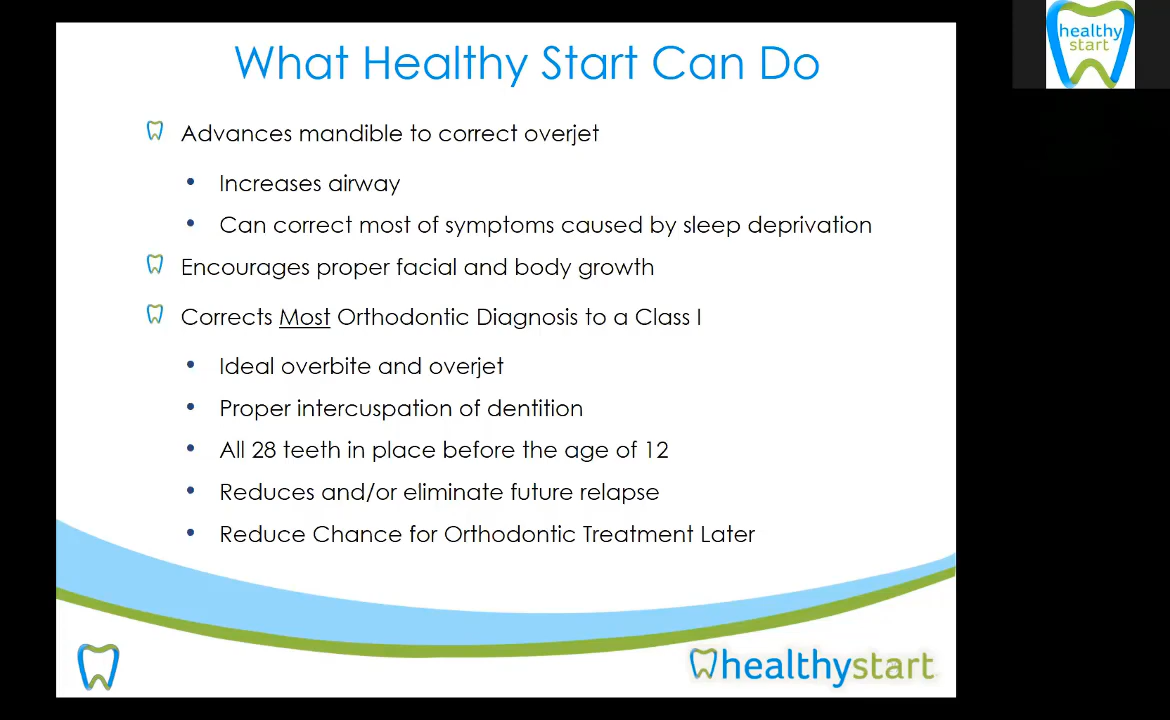 healthy
start
What Healthy Start Can Do
Advances mandible to correct overjet
• Increases airway
• Can correct most of symptoms caused by sleep deprivation
Encourages proper facial and body growth
Corrects Most Orthodontic Diagnosis to a Class I
• Ideal overbite and overjet
• Proper intercuspation of dentition
• All 28 teeth in place before the age of 12
• Reduces and/or eliminate future relapse
• Reduce Chance for Orthodontic Treatment Later
healthystart